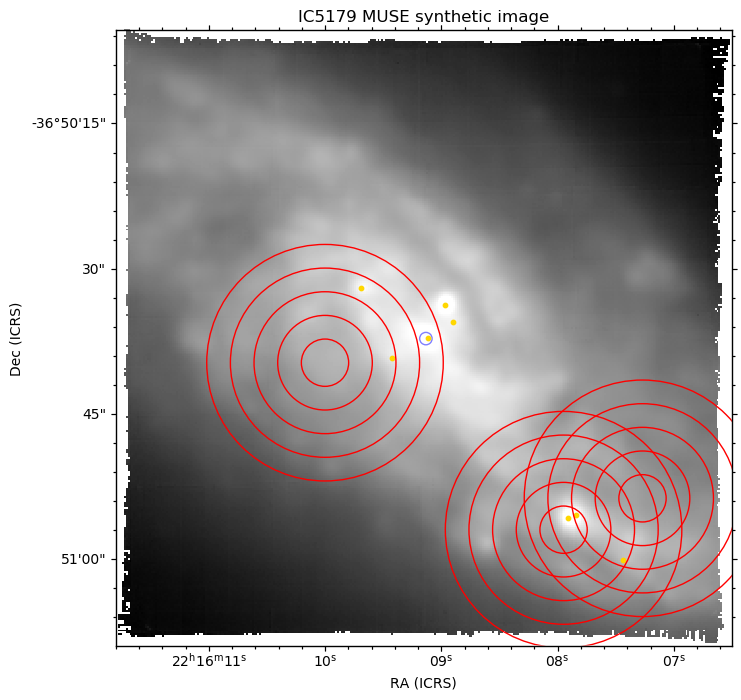 IC5179 MUSE synthetic image
-36°50'15"
30"
45"
51'00"
22ʰ16ᵐ11ˢ 10ˢ 09ˢ 08ˢ 07ˢ
RA (ICRS)
Dec (ICRS)